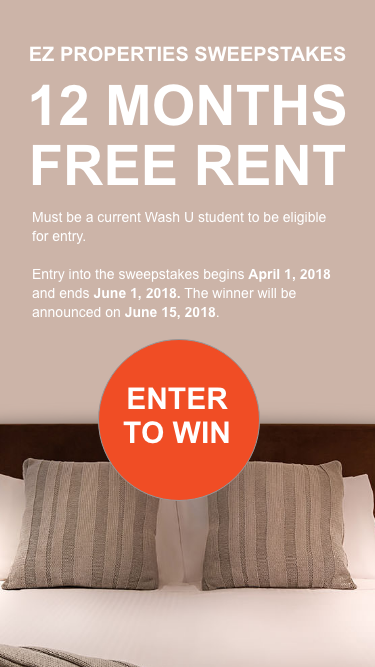 EZ PROPERTIES SWEEPSTAKES
12 MONTHS
FREE RENT
Must be a current Wash U student to be eligible
for entry.
Entry into the sweepstakes begins April 1, 2018
and ends June 1, 2018. The winner will be
announced on June 15, 2018.
ENTER
TO WIN